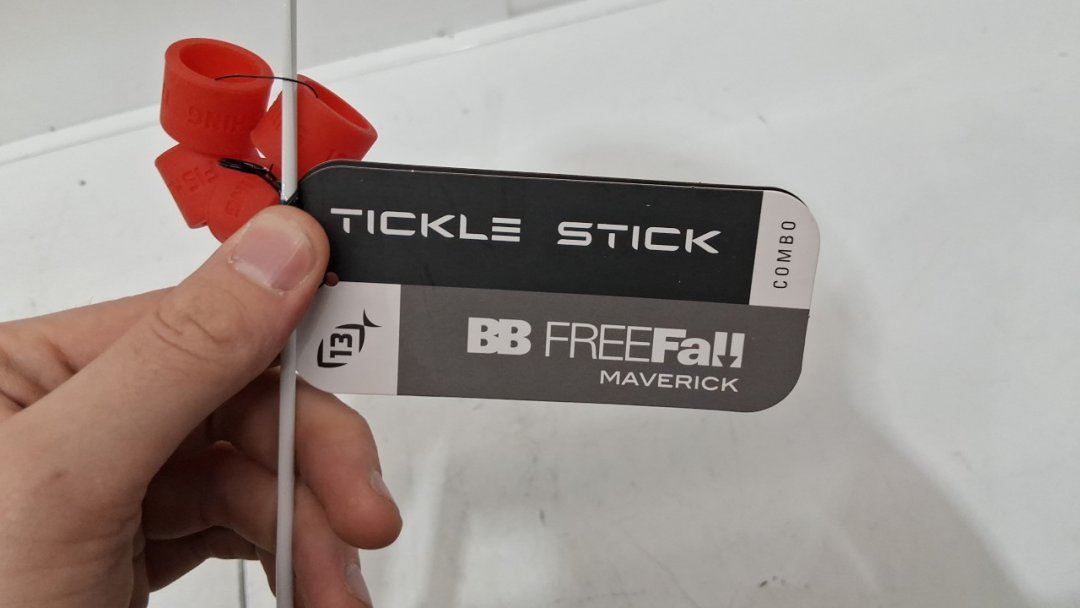 TICKLE STICK
COMBO
13
BB FREEFall
MAVERICK